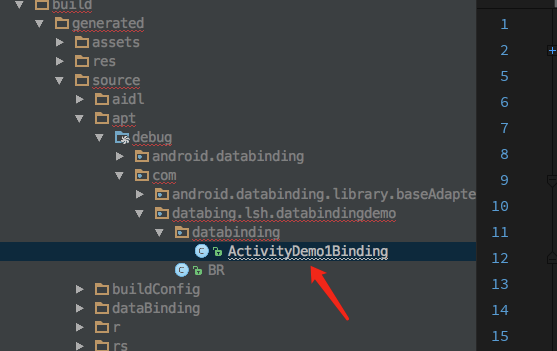 build
generated
assets
res
source
aidl
apt
debug
android.databinding
com
android.databinding.library.baseAdapte
databing.lsh.databindingdemo
databinding
ActivityDemo1Binding
BR
buildConfig
dataBinding
r
rs
1
2
5
6
7
8
9
10
11
12
13
14
15